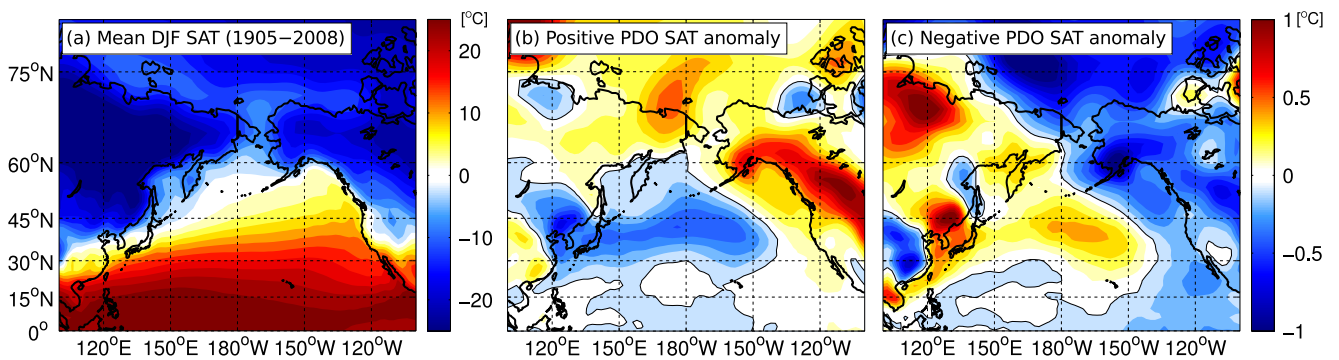 (a) Mean DJF SAT (1905−2008)
[°C]
(b) Positive PDO SAT anomaly
(c) Negative PDO SAT anomaly
1 [°C]
75°N
60°N
45°N
30°N
15°N
0°
20
10
0
−10
−20
0.5
0
−0.5
−1
120°E 150°E 180°W 150°W 120°W
120°E 150°E 180°W 150°W 120°W
120°E 150°E 180°W 150°W 120°W